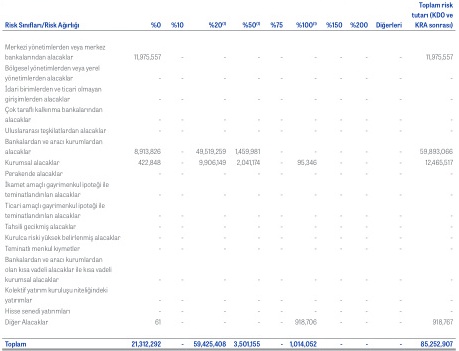 Toplam risk
tutarı (KDO ve
Risk Sınıfları/Risk Ağırlığı %0 %10 %20⁽¹⁾ %50⁽¹⁾ %75 %100⁽¹⁾ %150 %200 Diğerleri KRA sonrası)
Merkezi yönetimlerden veya merkez
bankalarından alacaklar 11,975,557 - - - - - - - - 11,975,557
Bölgesel yönetimlerden veya yerel
yönetimlerden alacaklar - - - - - - - - - -
İdari birimlerden ve ticari olmayan
girişimlerden alacaklar - - - - - - - - - -
Çok taraflı kalkınma bankalarından
alacaklar - - - - - - - - - -
Uluslararası teşkilatlardan alacaklar - - - - - - - - - -
Bankalardan ve aracı kurumlardan
alacaklar 8,913,826 - 49,519,259 1,459,981 - - - - - 59,893,066
Kurumsal alacaklar 422,848 - 9,906,149 2,041,174 - 95,346 - - - 12,465,517
Perakende alacaklar - - - - - - - - - -
İkamet amaçlı gayrimenkul ipoteği ile
teminatlandırılan alacaklar - - - - - - - - - -
Ticari amaçlı gayrimenkul ipoteği ile
teminatlandırılan alacaklar - - - - - - - - - -
Tahsili gecikmiş alacaklar - - - - - - - - - -
Kurulca riski yüksek belirlenmiş alacaklar - - - - - - - - - -
Teminatlı menkul kıymetler - - - - - - - - - -
Bankalardan ve aracı kurumlardan
olan kısa vadeli alacaklar ile kısa vadeli
kurumsal alacaklar - - - - - - - - - -
Kolektif yatırım kuruluşu niteliğindeki
yatırımlar - - - - - - - - - -
Hisse senedi yatırımları - - - - - - - - - -
Diğer Alacaklar 61 - - - - 918,706 - - - 918,767
Toplam 21,312,292 - 59,425,408 3,501,155 - 1,014,052 - - - 85,252,907